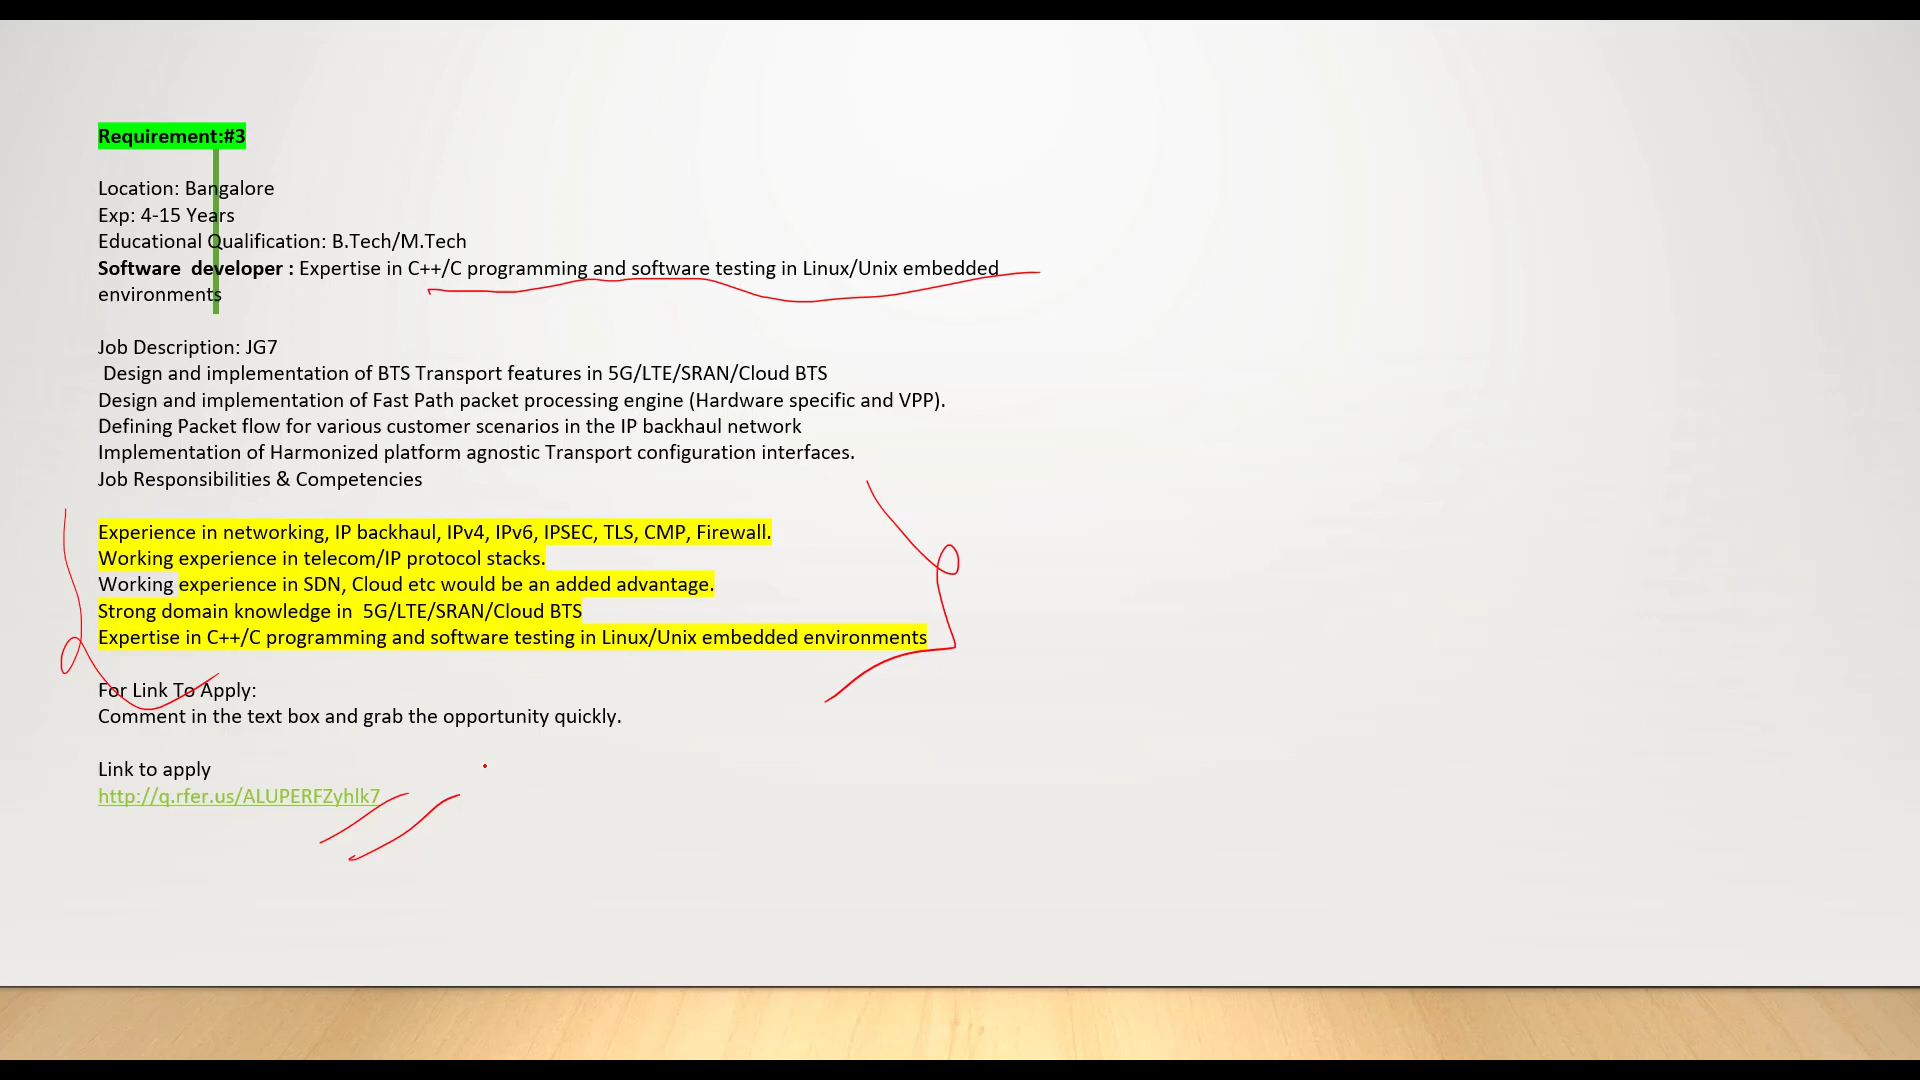 Requirement:#3
Location: Bangalore
Exp: 4-15 Years
Educational Qualification: B.Tech/M.Tech
Software  developer : Expertise in C++/C programming and software testing in Linux/Unix embedded
environments
Job Description: JG7
Design and implementation of BTS Transport features in 5G/LTE/SRAN/Cloud BTS
Design and implementation of Fast Path packet processing engine (Hardware specific and VPP).
Defining Packet flow for various customer scenarios in the IP backhaul network
Implementation of Harmonized platform agnostic Transport configuration interfaces.
Job Responsibilities & Competencies
Experience in networking, IP backhaul, IPv4, IPv6, IPSEC, TLS, CMP, Firewall.
Working experience in telecom/IP protocol stacks.
Working experience in SDN, Cloud etc would be an added advantage.
Strong domain knowledge in  5G/LTE/SRAN/Cloud BTS
Expertise in C++/C programming and software testing in Linux/Unix embedded environments
For Link To Apply:
Comment in the text box and grab the opportunity quickly.
Link to apply
http://q.rfer.us/ALUPERFZyhlk7